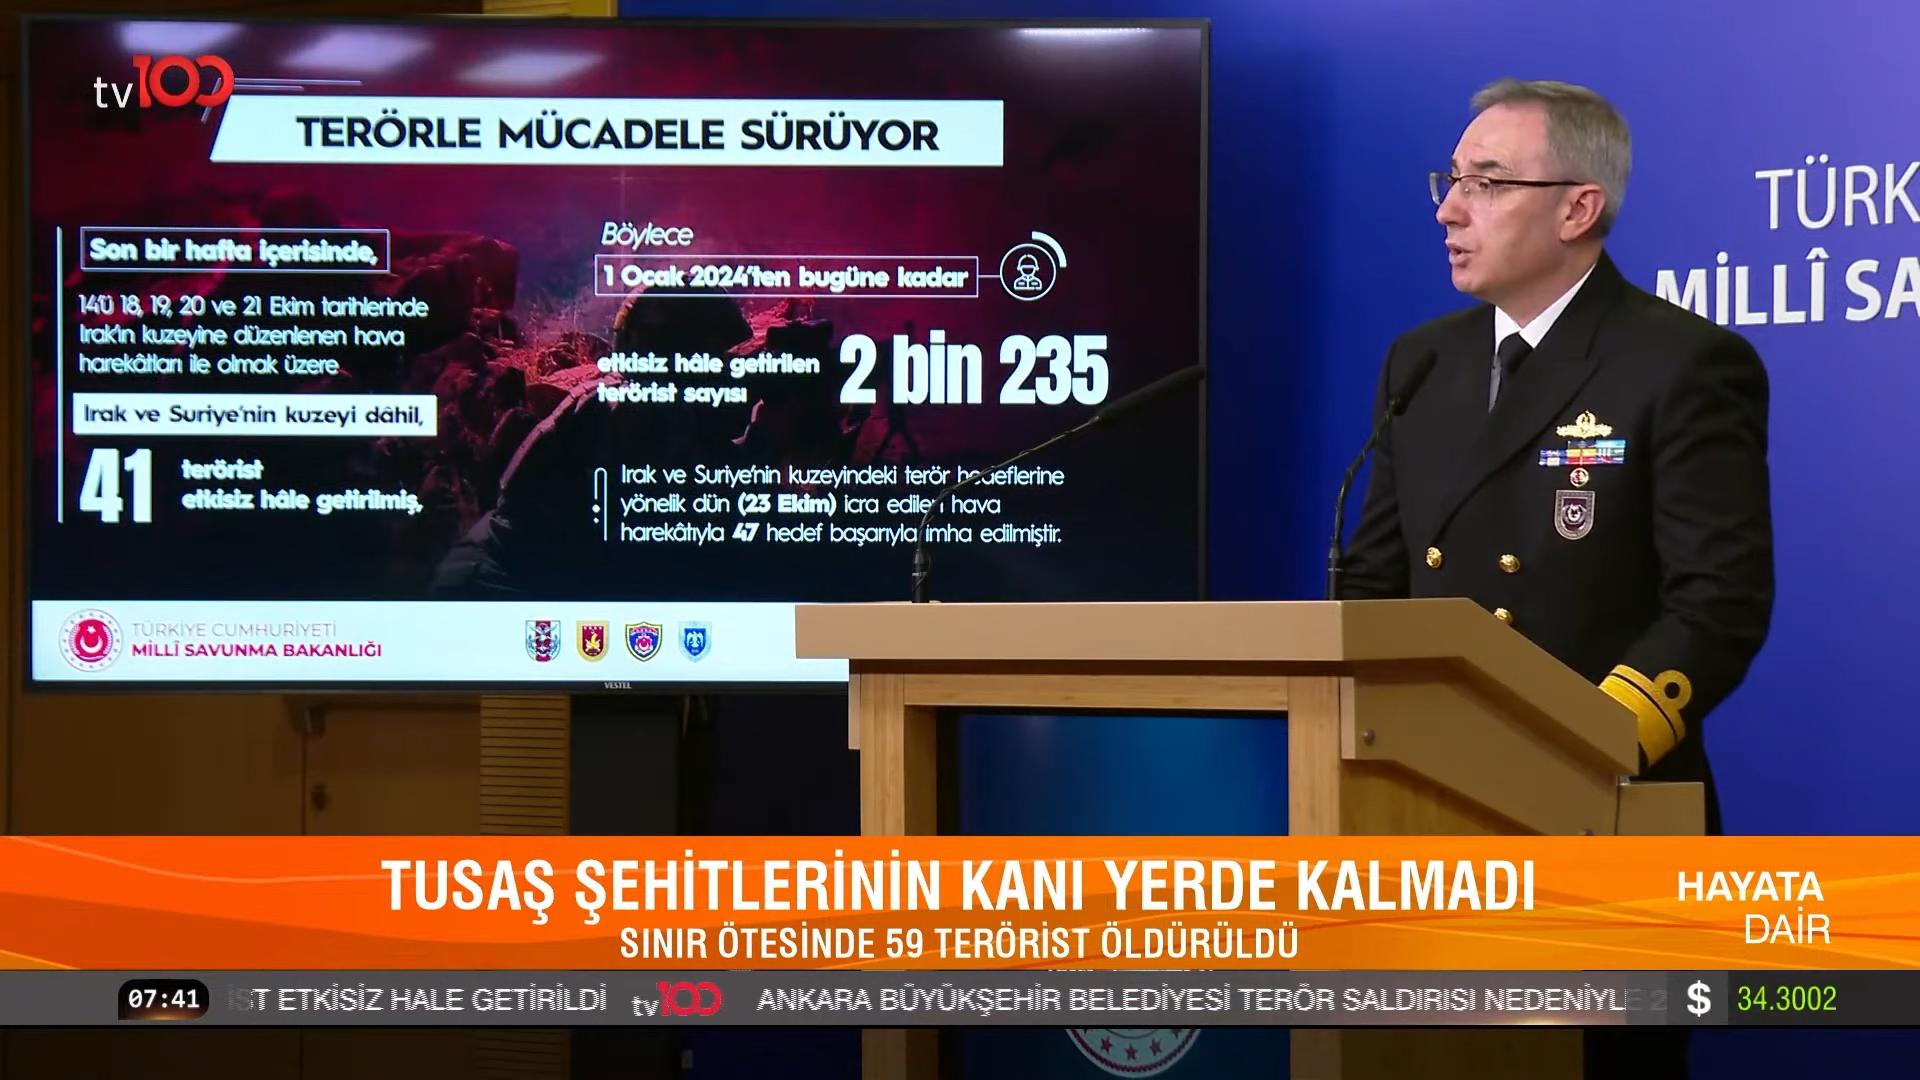 tv100
TERÖRLE MÜCADELE SÜRÜYOR
Son bir hafta içerisinde,
14'ü 18, 19, 20 ve 21 Ekim tarihlerinde
Irak'ın kuzeyine düzenlenen hava
harekâtları ile olmak üzere
Irak ve Suriye'nin kuzeyi dâhil,
41 terörist
etkisiz hâle getirilmiş,
Böylece
1 Ocak 2024'ten bugüne kadar
etkisiz hâle getirilen
terörist sayısı
2 bin 235
Irak ve Suriye'nin kuzeyindeki terör hedeflerine
yönelik dün (23 Ekim) icra edilen hava
harekâtıyla 47 hedef başarıyla imha edilmiştir.
TÜRKİYE CUMHURİYETİ
MİLLÎ SAVUNMA BAKANLIĞI
VESTEL
TÜRK
MİLLÎ SA
TUSAŞ ŞEHİTLERİNİN KANI YERDE KALMADI
SINIR ÖTESİNDE 59 TERÖRİST ÖLDÜRÜLDÜ
HAYATA
DAİR
07:41 İST ETKİSİZ HALE GETİRİLDİ tv100 ANKARA BÜYÜKŞEHİR BELEDİYESİ TERÖR SALDIRISI NEDENİYLE 2 $ 34.3002